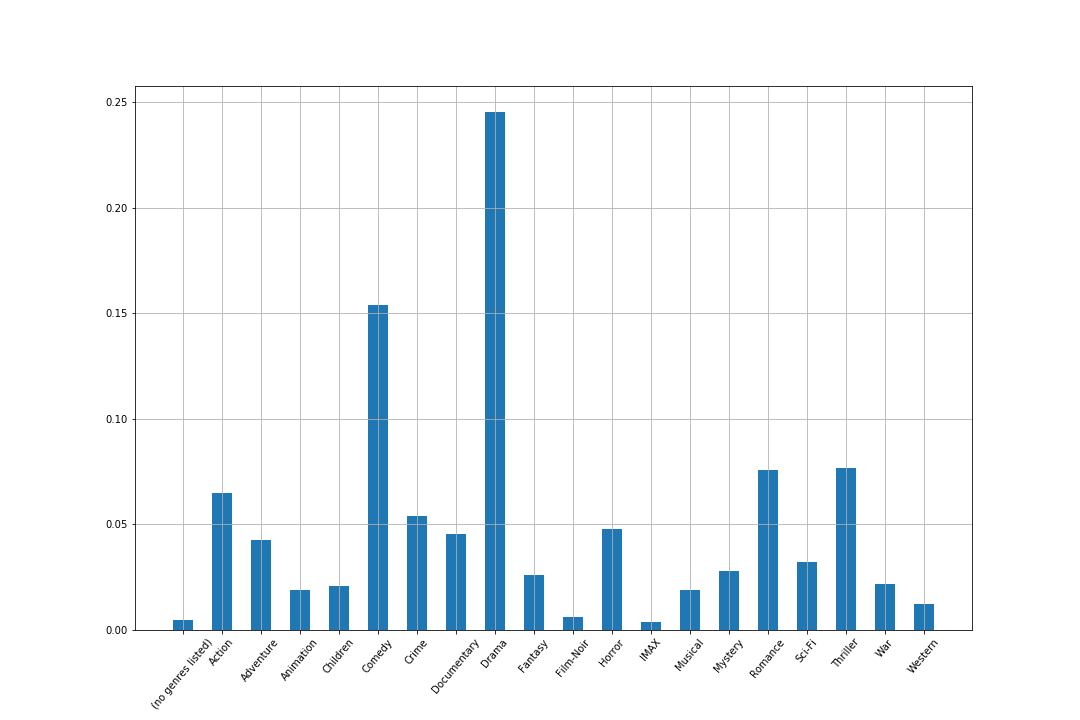 0.25
0.20
0.15
0.10
0.05
0.00
(no genres listed)
Action
Adventure
Animation
Children
Comedy
Crime
Documentary
Drama
Fantasy
Film-Noir
Horror
IMAX
Musical
Mystery
Romance
Sci-Fi
Thriller
War
Western